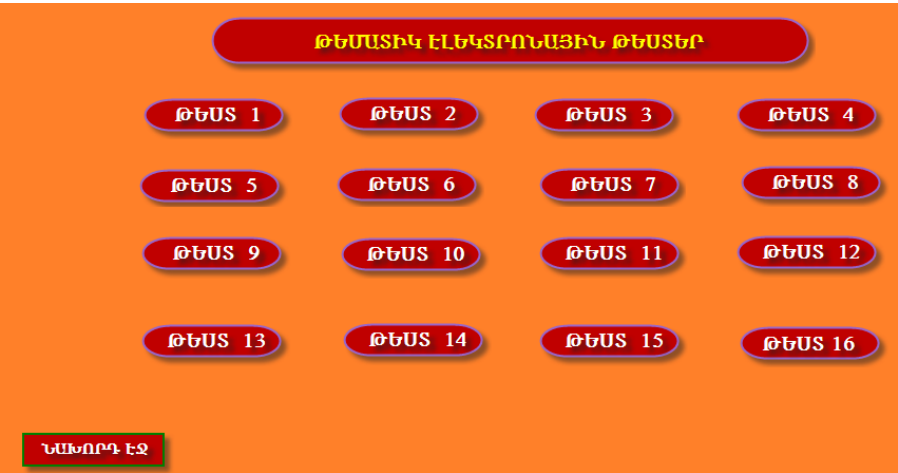 ԹԵՄԱՏԻԿ ԷԼԵԿՏՐՈՆԱՅԻՆ ԹԵՍՏԵՐ
ԹԵՍՏ 1 ԹԵՍՏ 2 ԹԵՍՏ 3 ԹԵՍՏ 4
ԹԵՍՏ 5 ԹԵՍՏ 6 ԹԵՍՏ 7 ԹԵՍՏ 8
ԹԵՍՏ 9 ԹԵՍՏ 10 ԹԵՍՏ 11 ԹԵՍՏ 12
ԹԵՍՏ 13 ԹԵՍՏ 14 ԹԵՍՏ 15 ԹԵՍՏ 16
ՆԱԽՈՐԴ ԷՋ